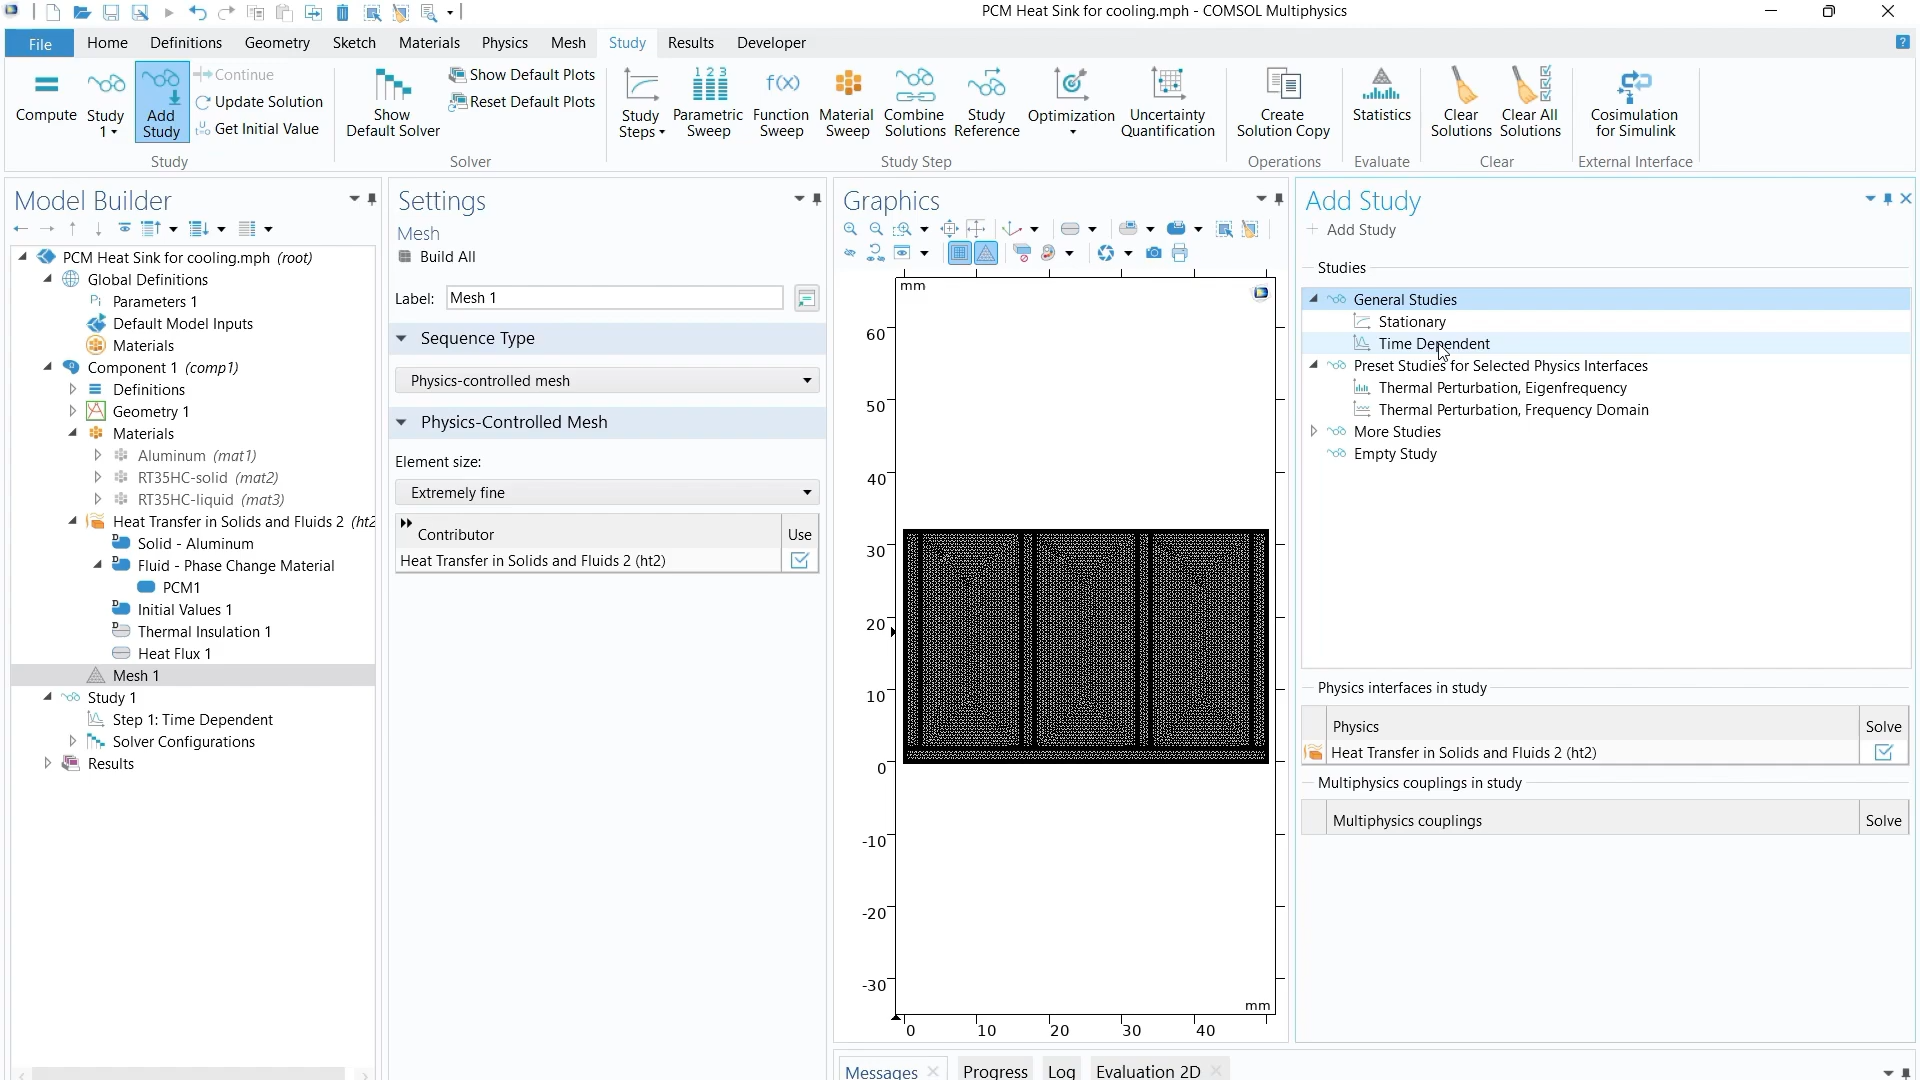 PCM Heat Sink for cooling.mph - COMSOL Multiphysics
File Home Definitions Geometry Sketch Materials Physics Mesh Study Results Developer
Compute
Study 1
Add Study
Continue
Update Solution
Get Initial Value
Study
Show Default Solver
Show Default Plots
Reset Default Plots
Solver
Study Steps
1 2 3
Parametric Sweep
f(x)
Function Sweep
Material Sweep
Combine Solutions
Study Reference
Optimization
Uncertainty Quantification
Study Step
Create Solution Copy
Operations
Statistics
Evaluate
Clear Solutions
Clear All Solutions
Clear
Cosimulation for Simulink
External Interface
Model Builder
PCM Heat Sink for cooling.mph (root)
Global Definitions
Pi Parameters 1
Default Model Inputs
Materials
Component 1 (comp1)
Definitions
Geometry 1
Materials
Aluminum (mat1)
RT35HC-solid (mat2)
RT35HC-liquid (mat3)
Heat Transfer in Solids and Fluids 2 (ht2
Solid - Aluminum
Fluid - Phase Change Material
PCM1
Initial Values 1
Thermal Insulation 1
Heat Flux 1
Mesh 1
Study 1
Step 1: Time Dependent
Solver Configurations
Results
Settings
Mesh
Build All
Label: Mesh 1
Sequence Type
Physics-controlled mesh
Physics-Controlled Mesh
Element size:
Extremely fine
Contributor Use
Heat Transfer in Solids and Fluids 2 (ht2)
Graphics
mm
60
50
40
30
20
10
0
-10
-20
-30
mm
0 10 20 30 40
Messages Progress Log Evaluation 2D
Add Study
+ Add Study
Studies
General Studies
Stationary
Time Dependent
Preset Studies for Selected Physics Interfaces
Thermal Perturbation, Eigenfrequency
Thermal Perturbation, Frequency Domain
More Studies
Empty Study
Physics interfaces in study
Physics Solve
Heat Transfer in Solids and Fluids 2 (ht2)
Multiphysics couplings in study
Multiphysics couplings Solve